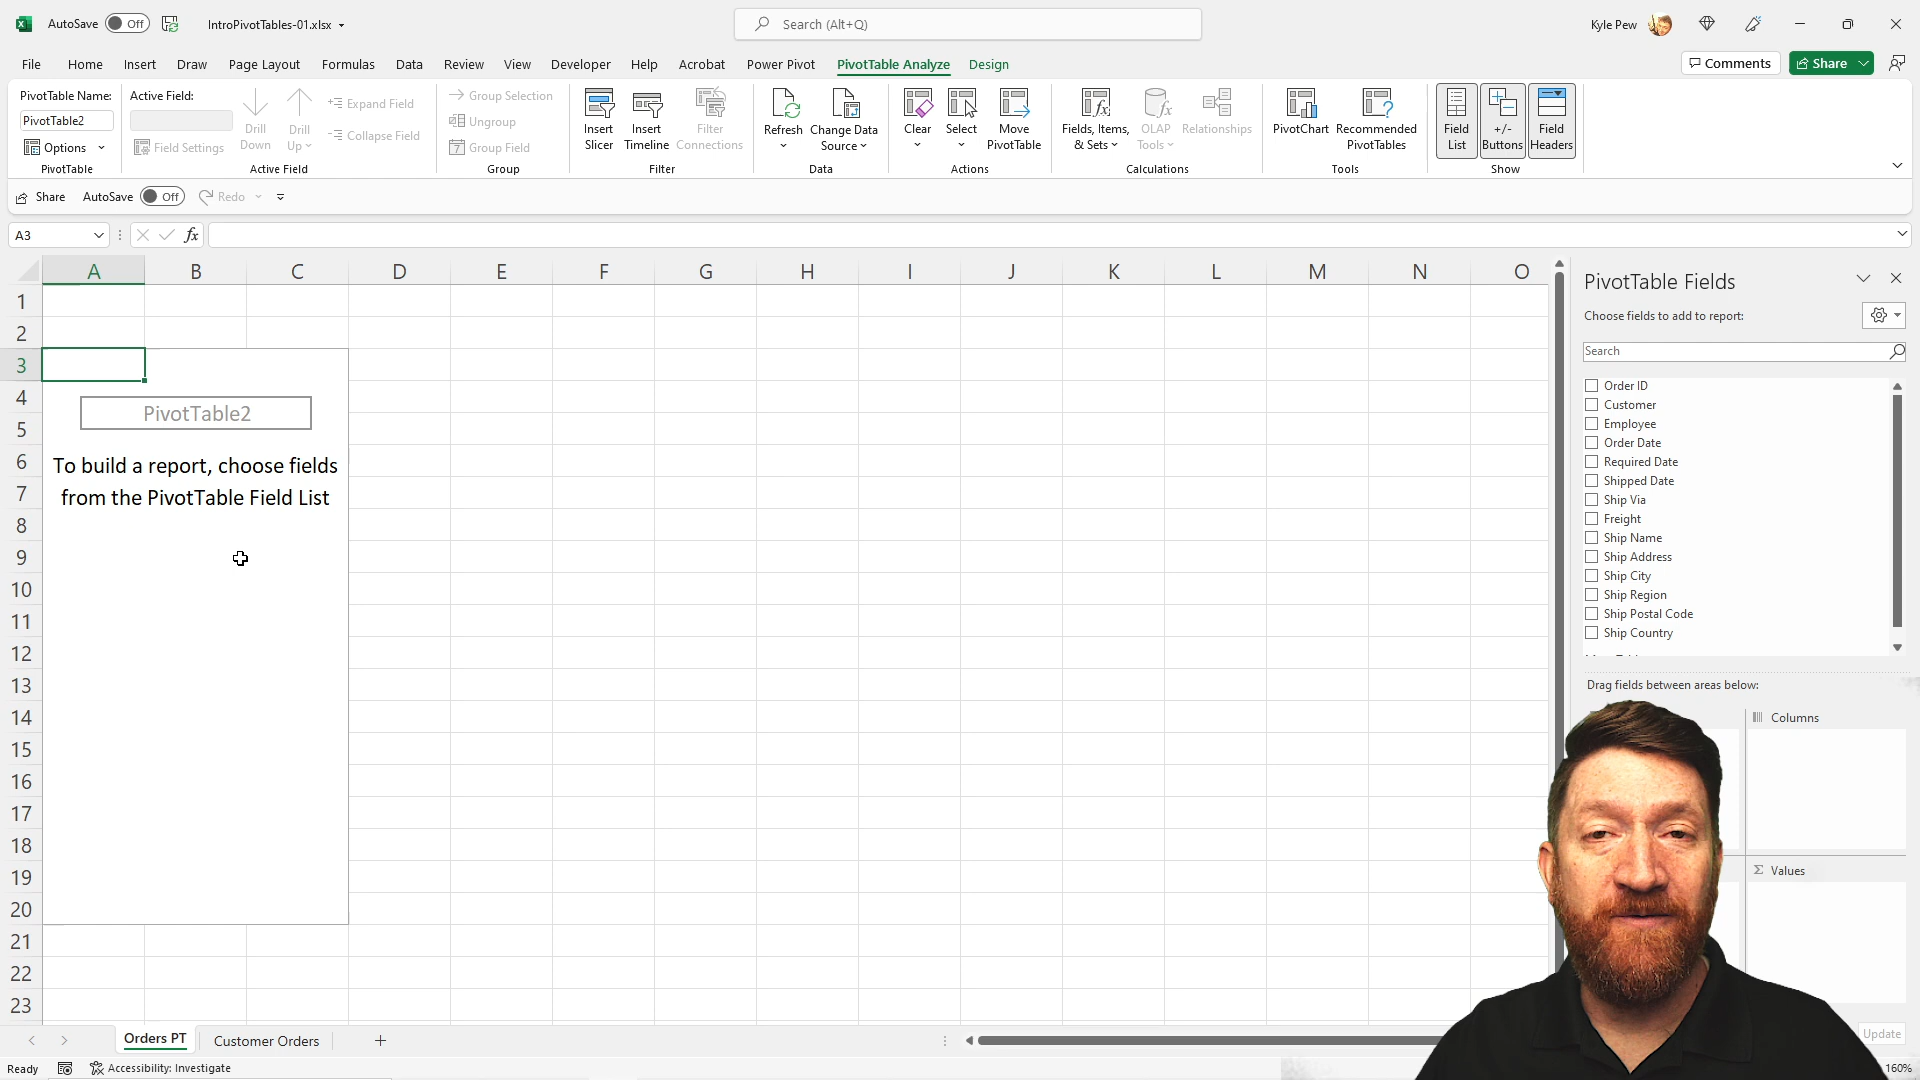 AutoSave Off IntroPivotTables-01.xlsx Search (Alt+Q) Kyle Pew
File Home Insert Draw Page Layout Formulas Data Review View Developer Help Acrobat Power Pivot PivotTable Analyze Design Comments Share
PivotTable Name:
PivotTable2
Options
PivotTable
Active Field:
Field Settings
Drill Down
Drill Up
Expand Field
Collapse Field
Active Field
Group Selection
Ungroup
Group Field
Group
Insert Slicer
Insert Timeline
Filter Connections
Filter
Refresh
Change Data Source
Data
Clear
Select
Move PivotTable
Actions
Fields, Items, & Sets
OLAP Tools
Relationships
Calculations
PivotChart
Recommended PivotTables
Tools
Field List
+/- Buttons
Field Headers
Show
Share AutoSave Off Redo
A3 fx
A B C D E F G H I J K L M N O
1
2
3
4
5
6
7
8
9
10
11
12
13
14
15
16
17
18
19
20
21
22
23
PivotTable2
To build a report, choose fields
from the PivotTable Field List
PivotTable Fields
Choose fields to add to report:
Search
Order ID
Customer
Employee
Order Date
Required Date
Shipped Date
Ship Via
Freight
Ship Name
Ship Address
Ship City
Ship Region
Ship Postal Code
Ship Country
Drag fields between areas below:
Columns
Σ Values
Update
Orders PT Customer Orders
Ready Accessibility: Investigate 160%